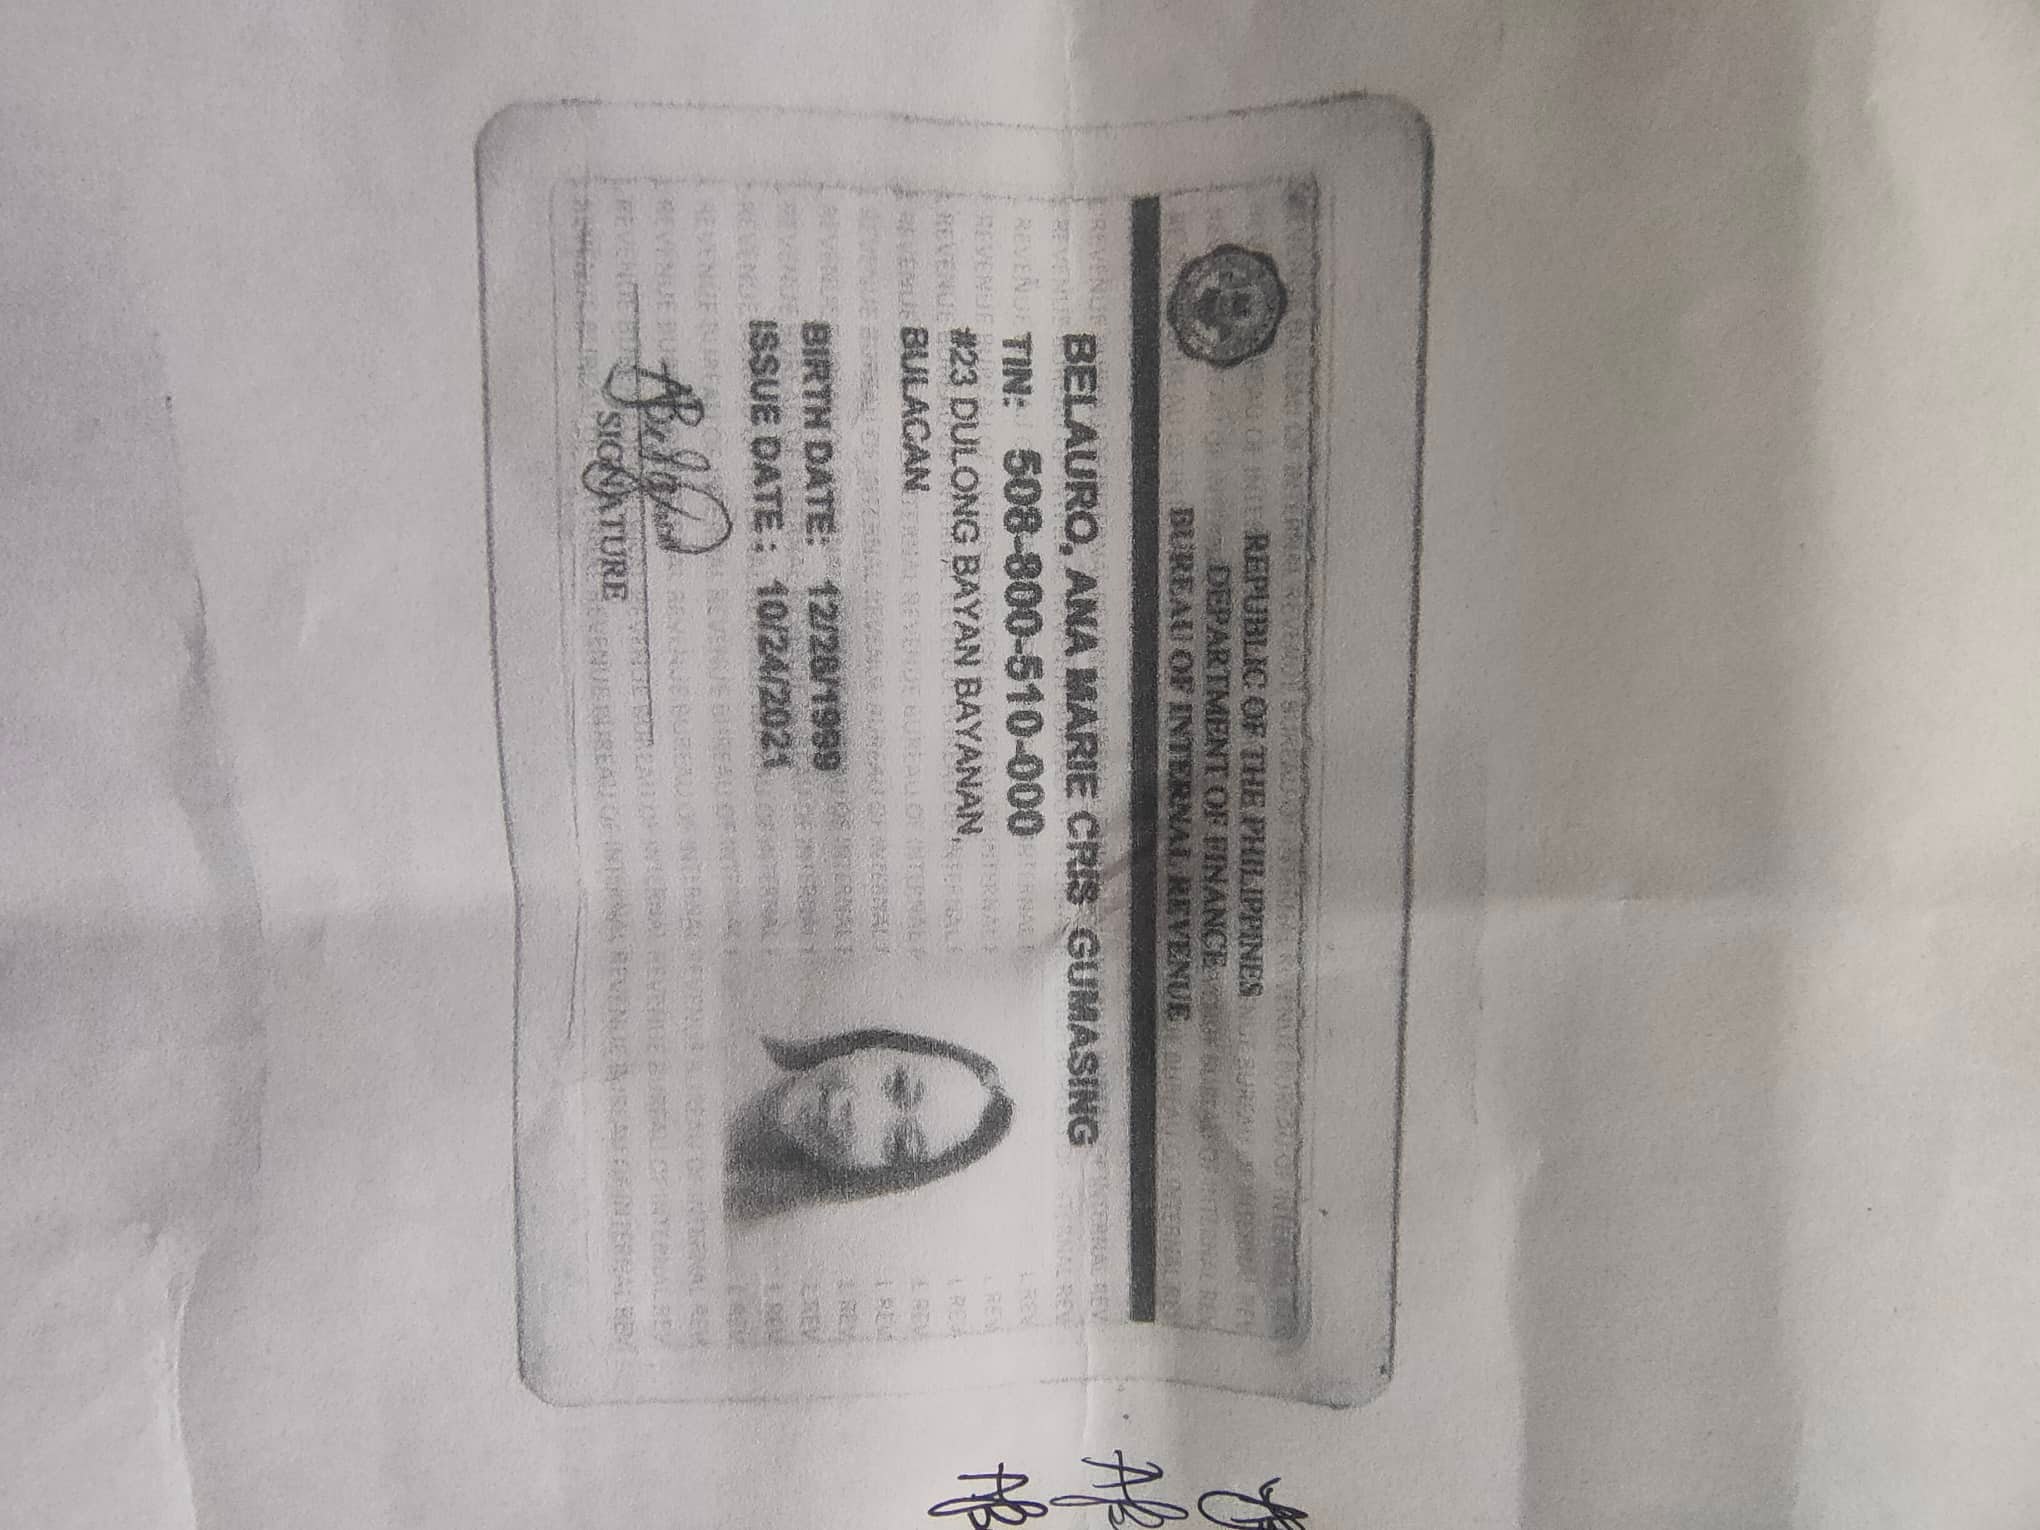 REPUBLIC OF THE PHILIPPINES
DEPARTMENT OF FINANCE
BUREAU OF INTERNAL REVENUE
BELAURO, ANA MARIE CRIS GUMASING
TIN: 508-800-510-000
#23 DULONG BAYAN BAYANAN,
BULACAN
BIRTH DATE: 12/28/1999
ISSUE DATE : 10/24/2021
SIGNATURE